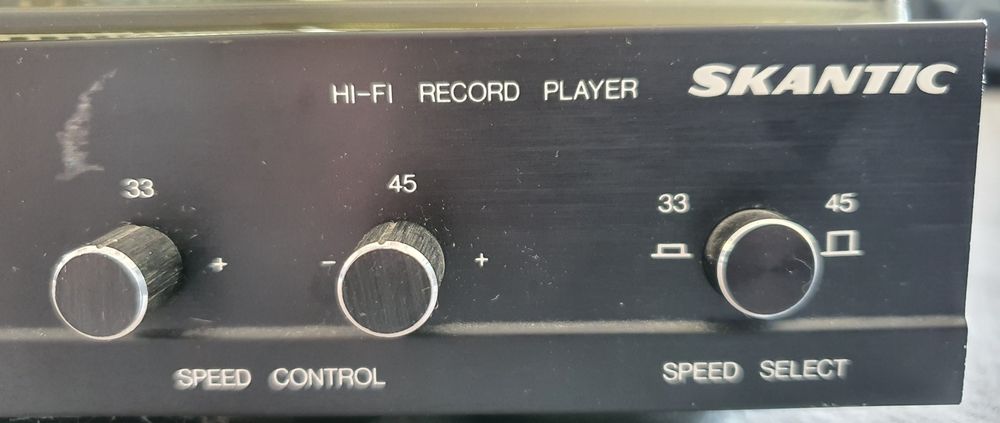 HI-FI RECORD PLAYER
SKANTIC
33
45
33
45
+
- +
SPEED CONTROL
SPEED SELECT